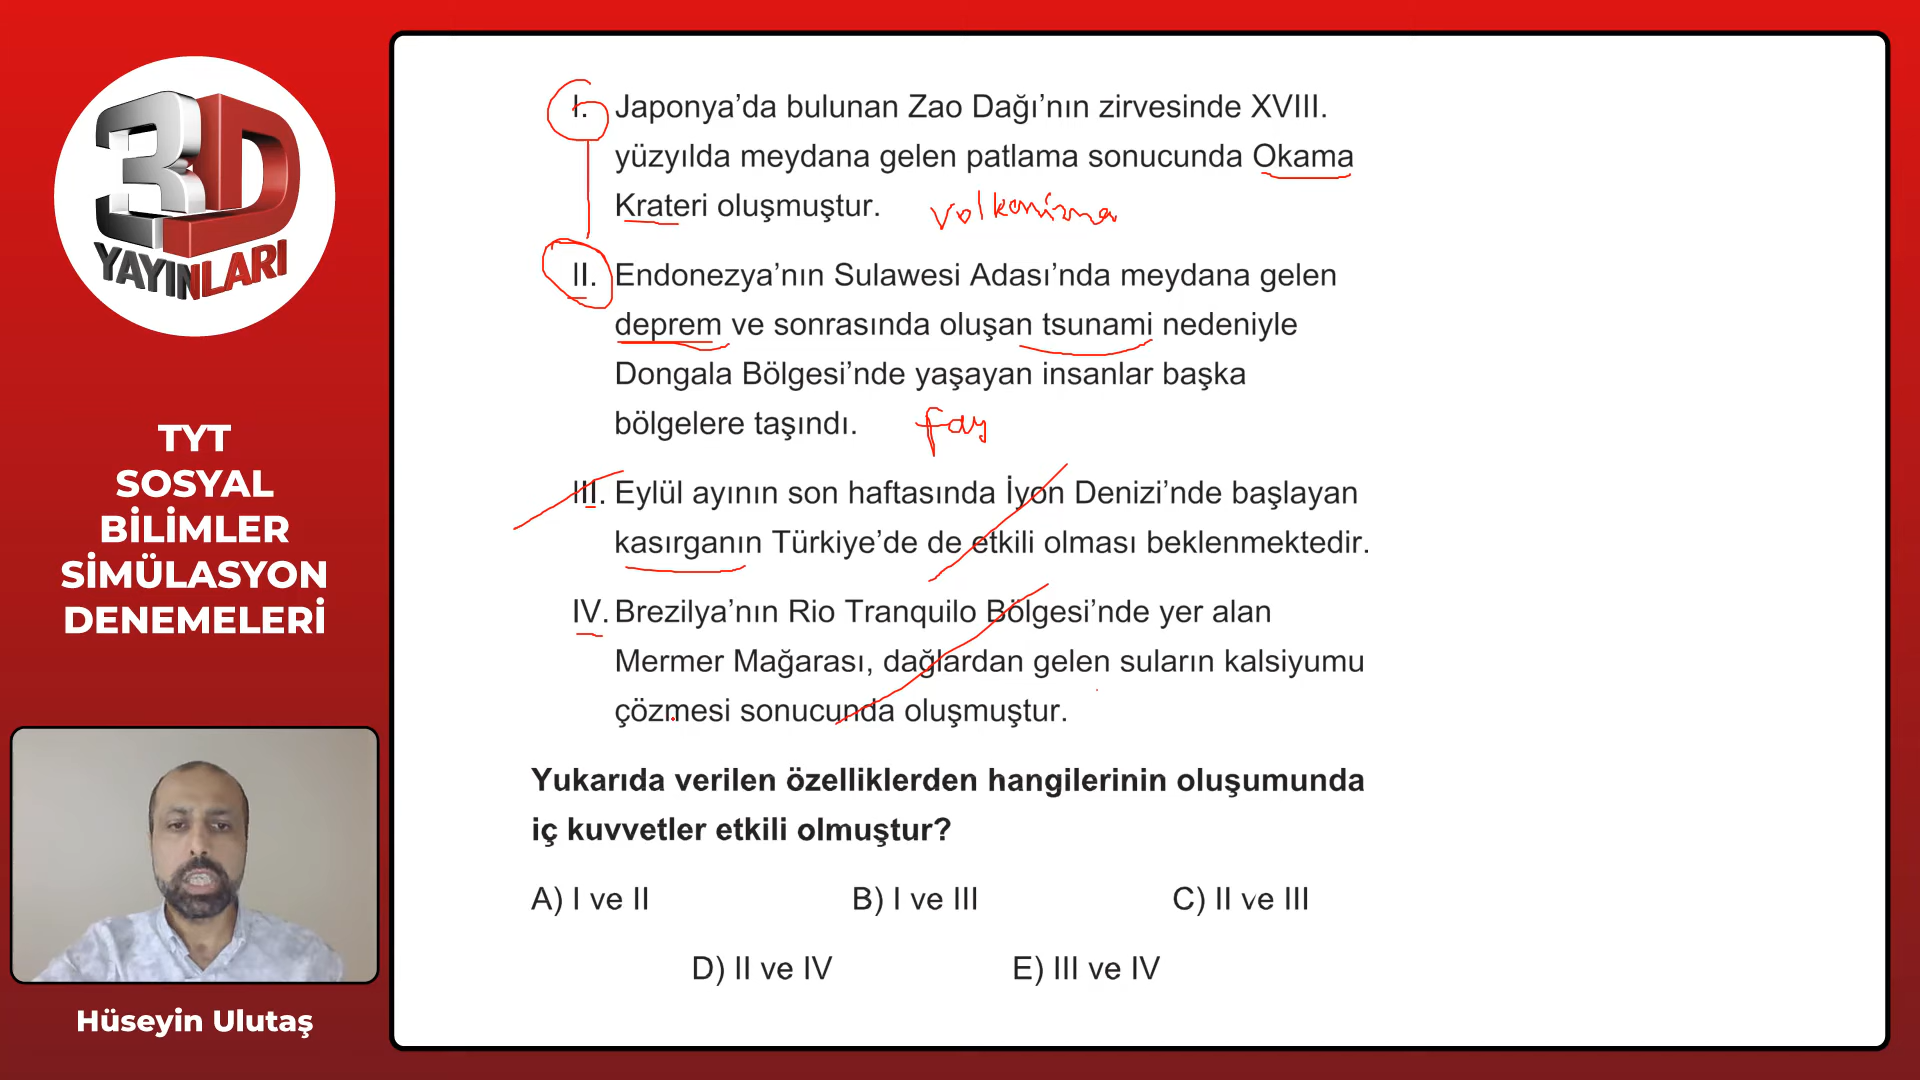 3D
YAYINLARI
TYT
SOSYAL
BİLİMLER
SİMÜLASYON
DENEMELERİ
Hüseyin Ulutaş
I. Japonya’da bulunan Zao Dağı’nın zirvesinde XVIII.
yüzyılda meydana gelen patlama sonucunda Okama
Krateri oluşmuştur. Volkanizma
II. Endonezya’nın Sulawesi Adası’nda meydana gelen
deprem ve sonrasında oluşan tsunami nedeniyle
Dongala Bölgesi’nde yaşayan insanlar başka
bölgelere taşındı. fay
III. Eylül ayının son haftasında İyon Denizi’nde başlayan
kasırganın Türkiye’de de etkili olması beklenmektedir.
IV. Brezilya’nın Rio Tranquilo Bölgesi’nde yer alan
Mermer Mağarası, dağlardan gelen suların kalsiyumu
çözmesi sonucunda oluşmuştur.
Yukarıda verilen özelliklerden hangilerinin oluşumunda
iç kuvvetler etkili olmuştur?
A) I ve II B) I ve III C) II ve III
D) II ve IV E) III ve IV